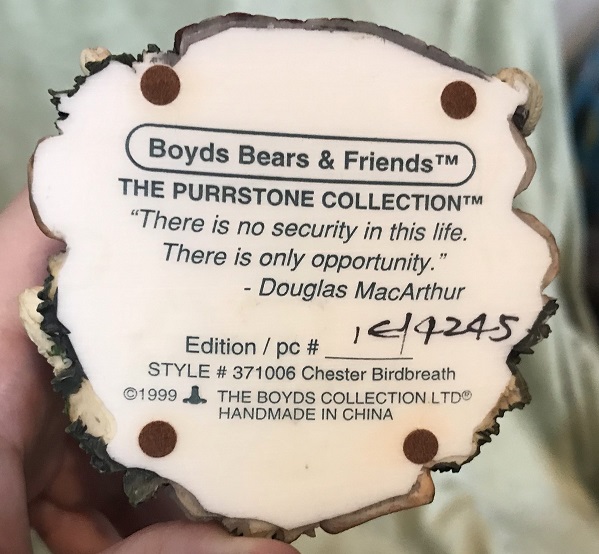 Boyds Bears & Friends™
THE PURRSTONE COLLECTION™
"There is no security in this life.
There is only opportunity."
- Douglas MacArthur
Edition / pc # 1E/4245
STYLE # 371006 Chester Birdbreath
©1999 THE BOYDS COLLECTION LTD®
HANDMADE IN CHINA